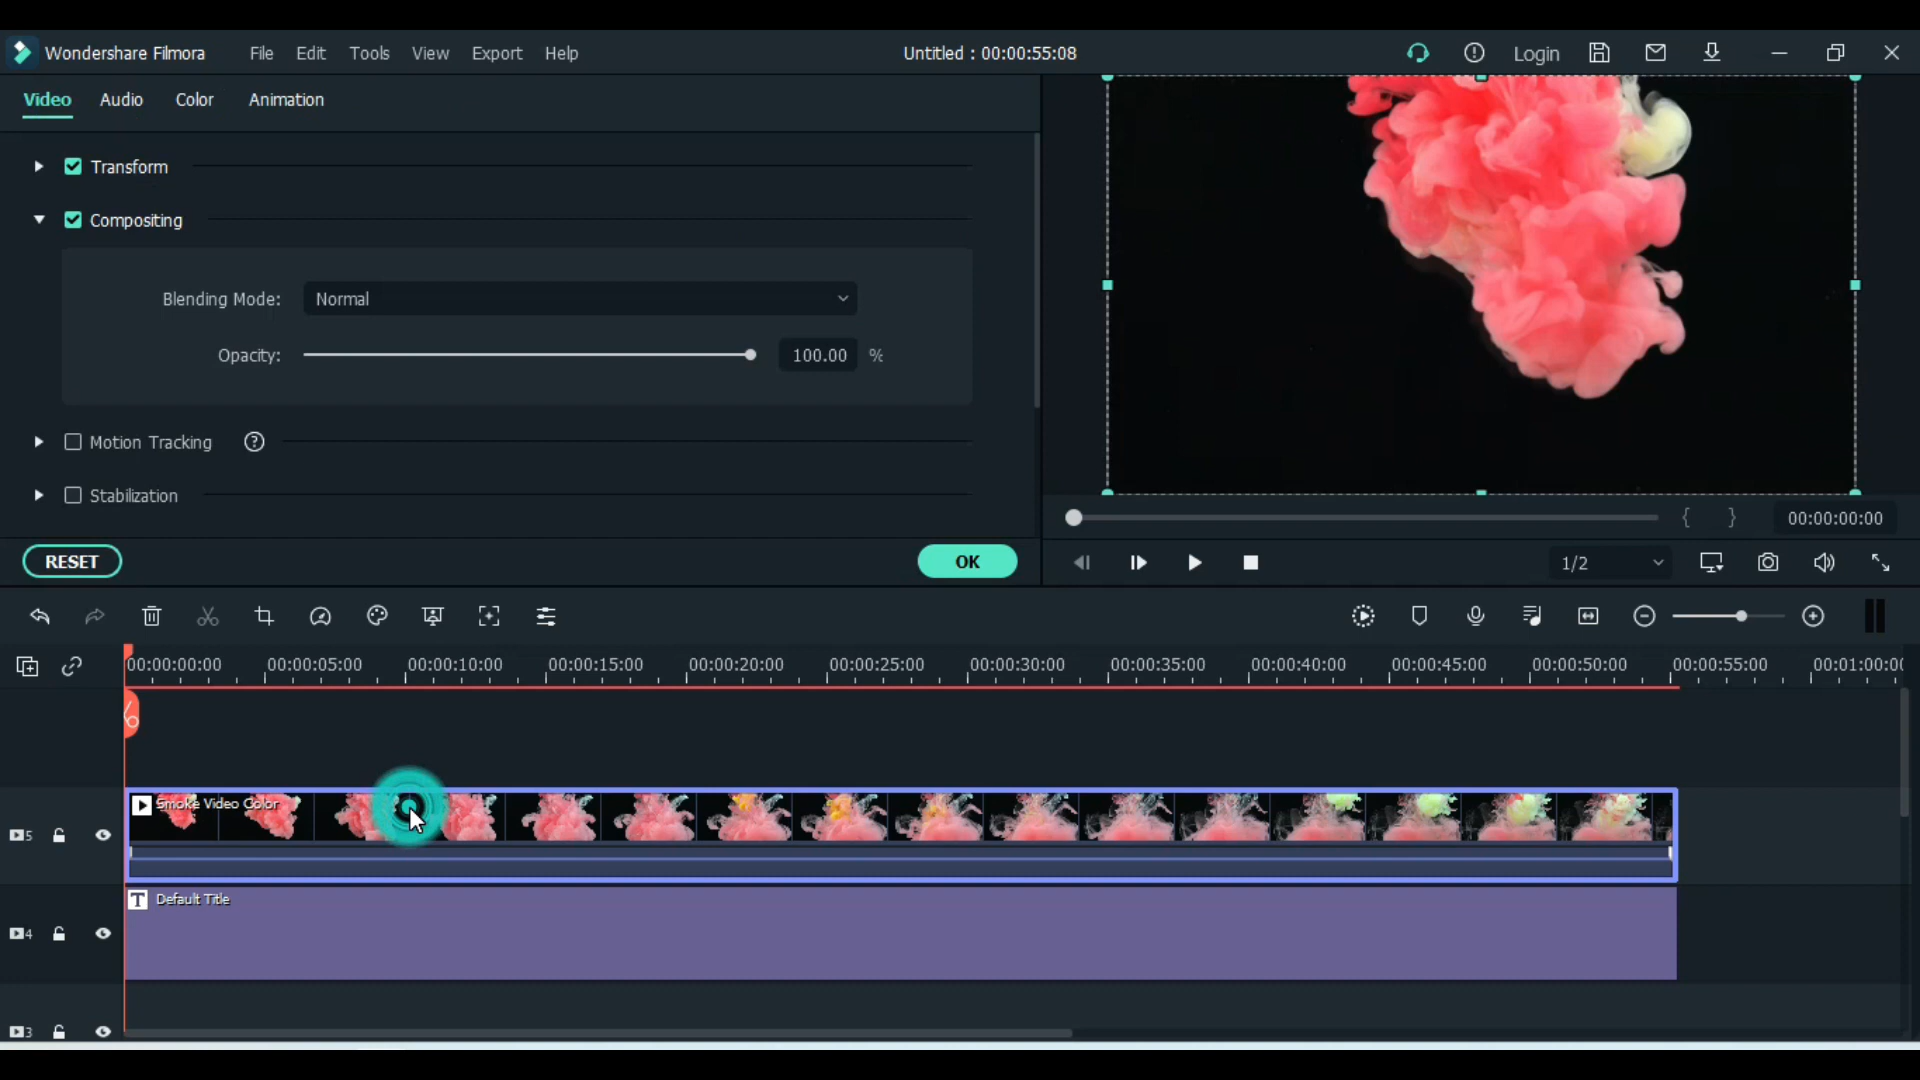 Wondershare Filmora File Edit Tools View Export Help Untitled : 00:00:55:08 Login
Video Audio Color Animation
Transform
Compositing
Blending Mode: Normal
Opacity: 100.00 %
Motion Tracking ?
Stabilization
{ } 00:00:00:00
RESET OK 1/2
00:00:00:00 00:00:05:00 00:00:10:00 00:00:15:00 00:00:20:00 00:00:25:00 00:00:30:00 00:00:35:00 00:00:40:00 00:00:45:00 00:00:50:00 00:00:55:00 00:01:00:0
Smoke Video Color
5
T Default Title
4
3